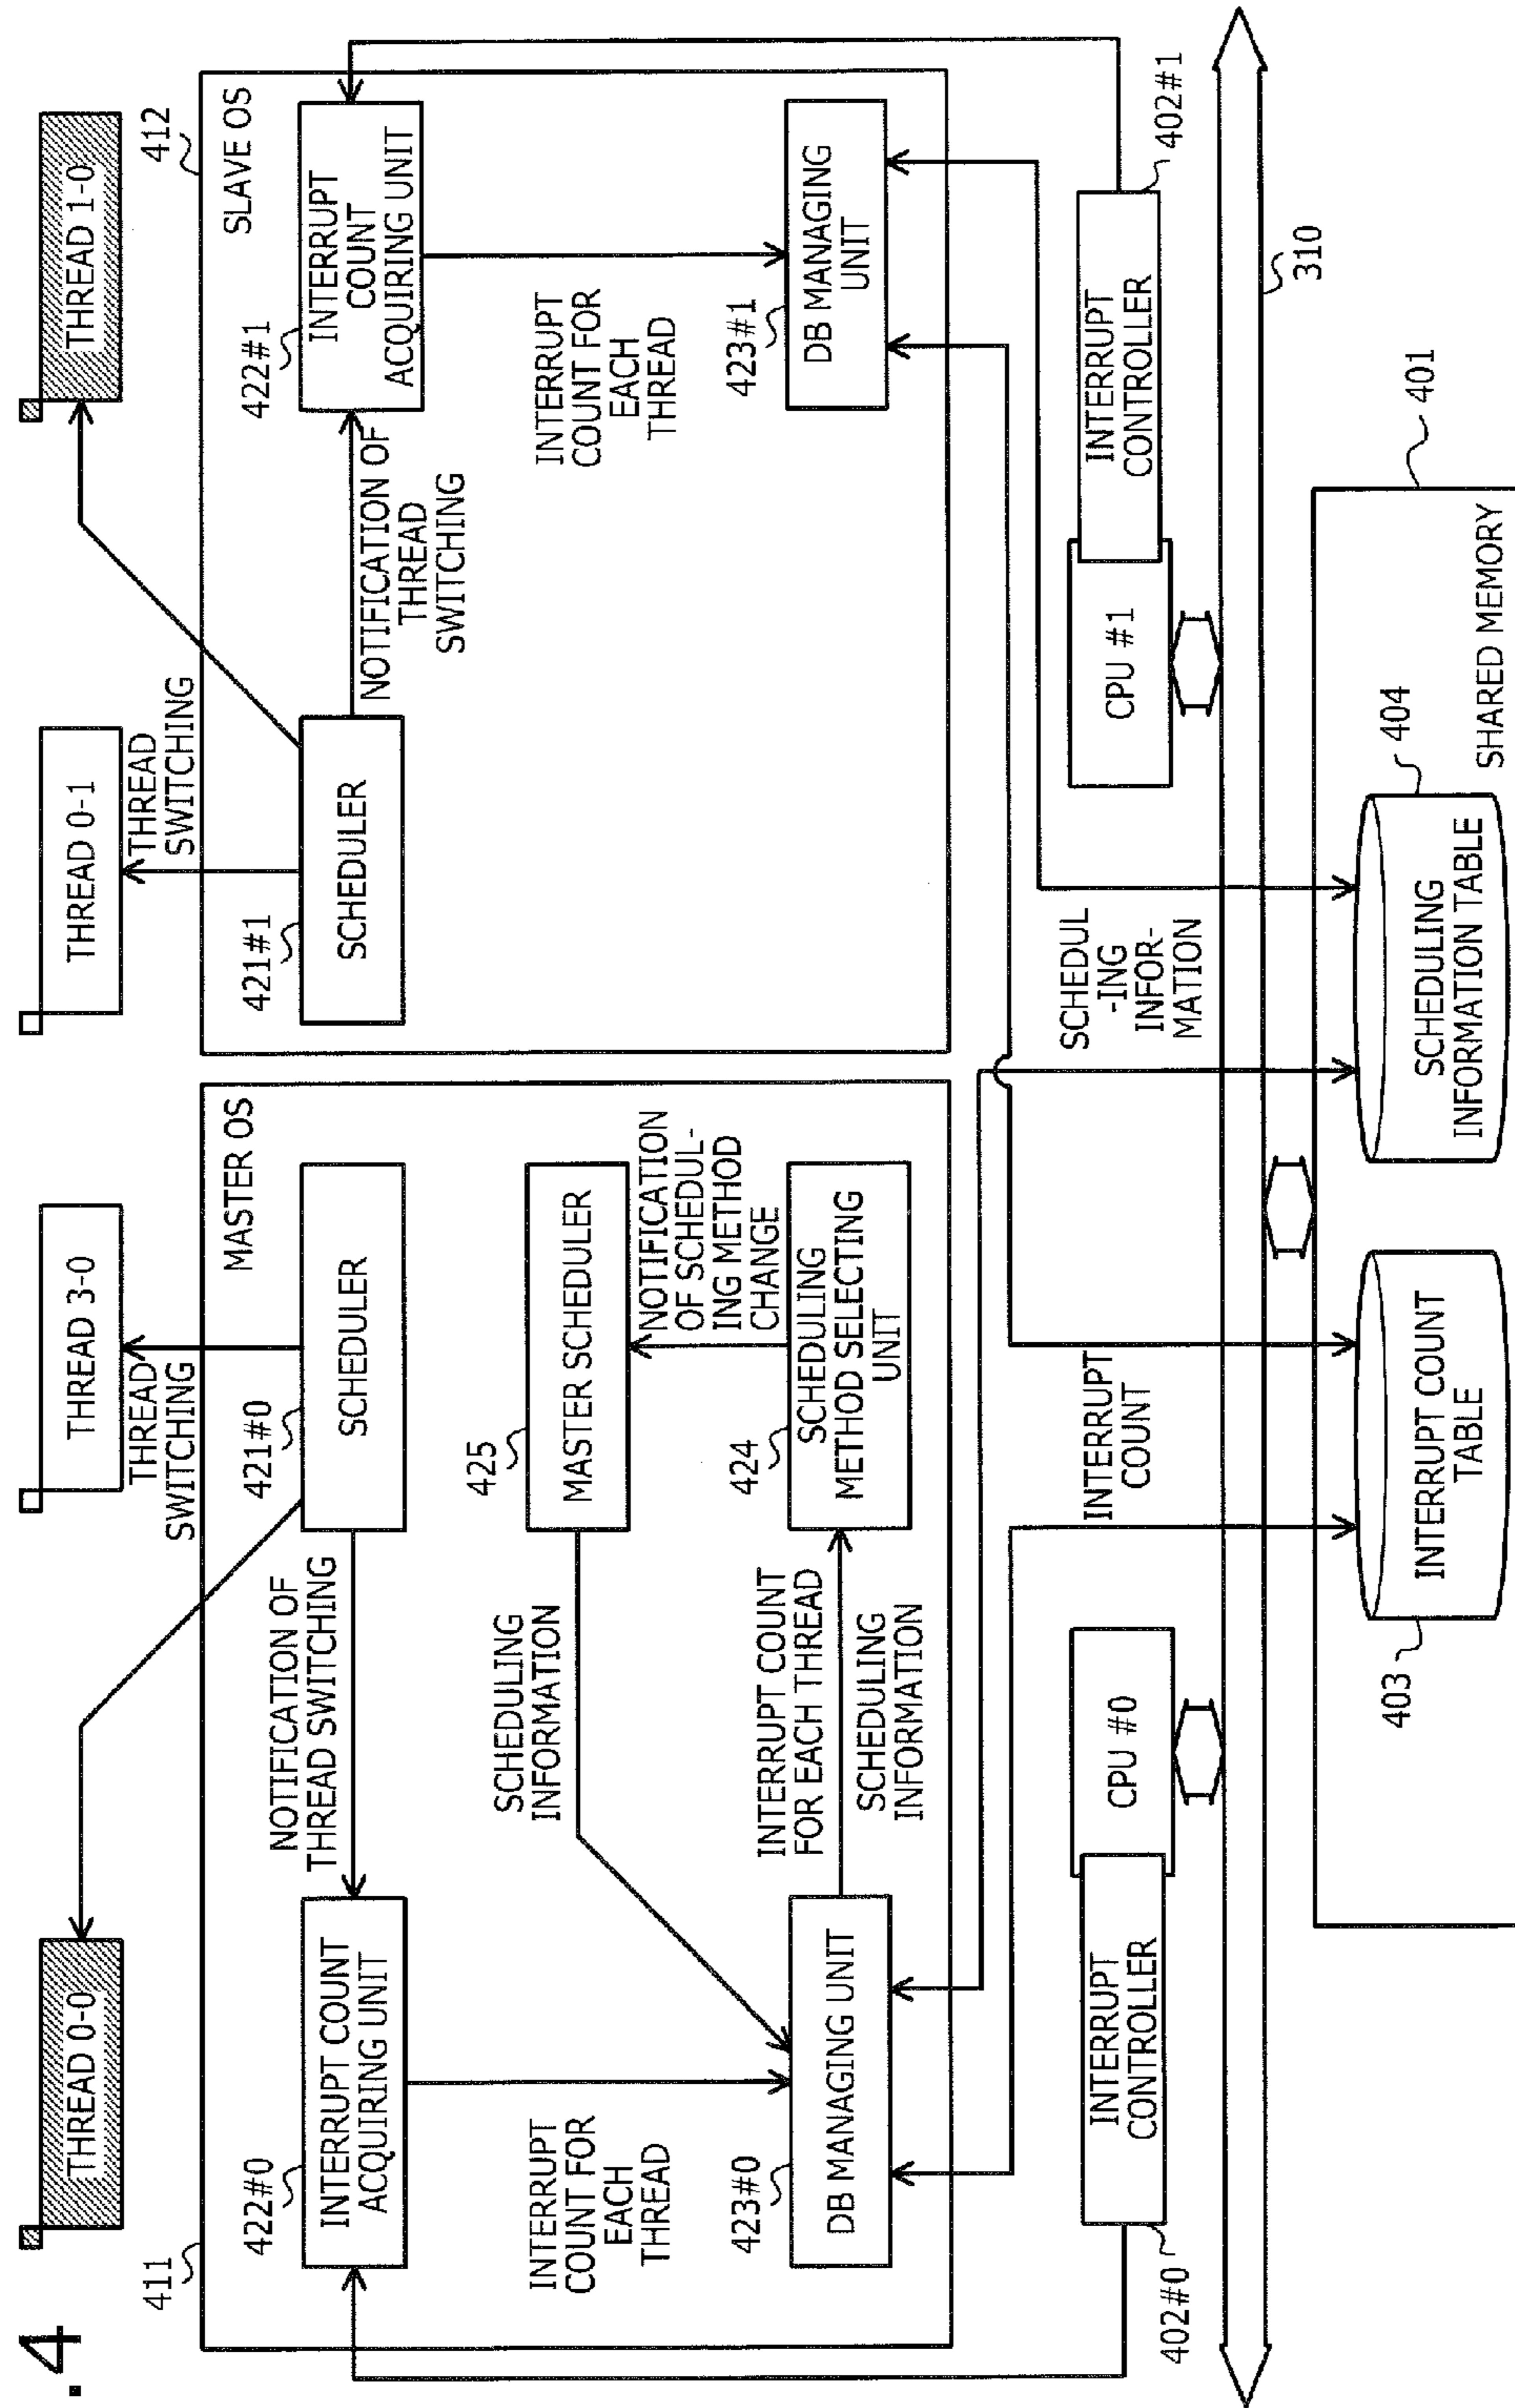 .4
THREAD 0-0
THREAD 3-0
THREAD 0-1
THREAD 1-0
THREAD
SWITCHING
THREAD
SWITCHING
411
MASTER OS
412
SLAVE OS
422#0
INTERRUPT COUNT
ACQUIRING UNIT
NOTIFICATION OF
THREAD SWITCHING
421#0
SCHEDULER
421#1
SCHEDULER
NOTIFICATION OF
THREAD
SWITCHING
422#1
INTERRUPT
COUNT
ACQUIRING UNIT
INTERRUPT
COUNT FOR
EACH
THREAD
SCHEDULING
INFORMATION
425
MASTER SCHEDULER
NOTIFICATION
OF SCHEDUL-
ING METHOD
CHANGE
INTERRUPT
COUNT FOR
EACH
THREAD
423#0
DB MANAGING UNIT
INTERRUPT COUNT
FOR EACH THREAD
SCHEDULING
INFORMATION
424
SCHEDULING
METHOD SELECTING
UNIT
423#1
DB MANAGING
UNIT
402#0
INTERRUPT
CONTROLLER
CPU #0
INTERRUPT
COUNT
SCHEDUL
-ING
INFOR-
MATION
CPU #1
INTERRUPT
CONTROLLER
402#1
310
403
INTERRUPT COUNT
TABLE
SCHEDULING
INFORMATION TABLE
404
SHARED MEMORY
401